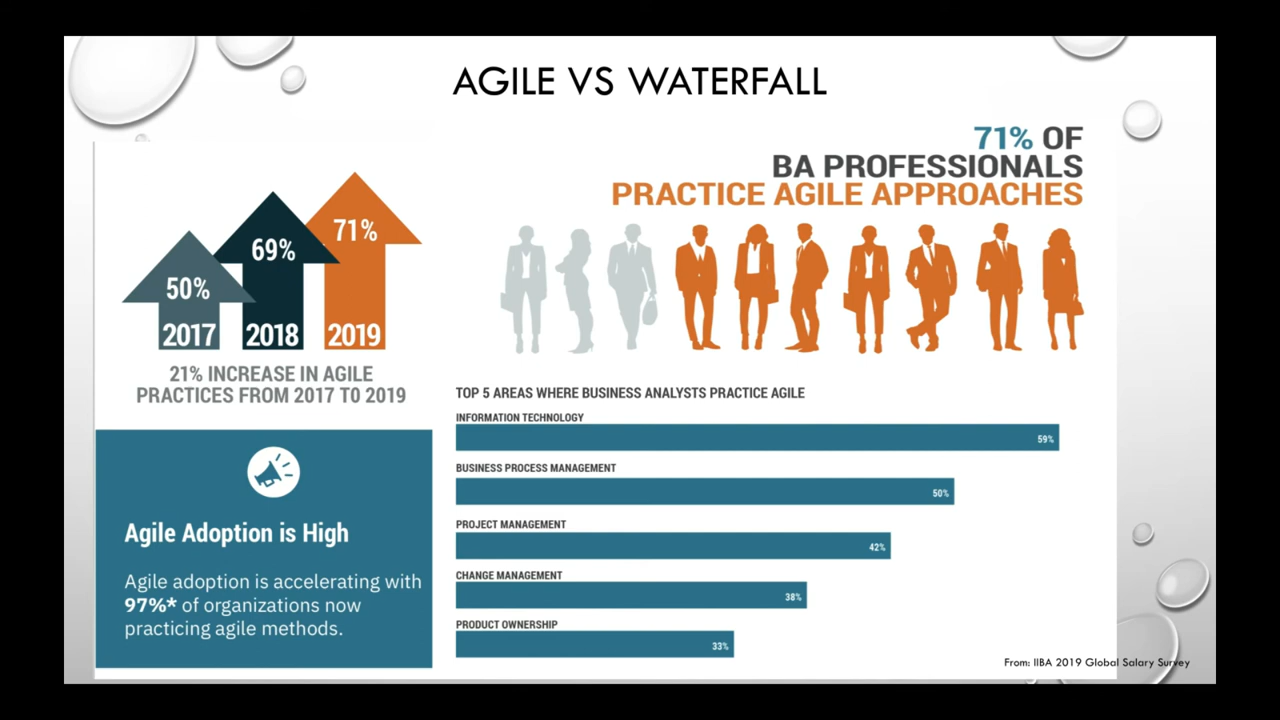 AGILE VS WATERFALL
71% OF
BA PROFESSIONALS
PRACTICE AGILE APPROACHES
50%
2017
69%
2018
71%
2019
21% INCREASE IN AGILE
PRACTICES FROM 2017 TO 2019
Agile Adoption is High
Agile adoption is accelerating with
97%* of organizations now
practicing agile methods.
TOP 5 AREAS WHERE BUSINESS ANALYSTS PRACTICE AGILE
INFORMATION TECHNOLOGY
59%
BUSINESS PROCESS MANAGEMENT
50%
PROJECT MANAGEMENT
42%
CHANGE MANAGEMENT
38%
PRODUCT OWNERSHIP
33%
From: IIBA 2019 Global Salary Survey